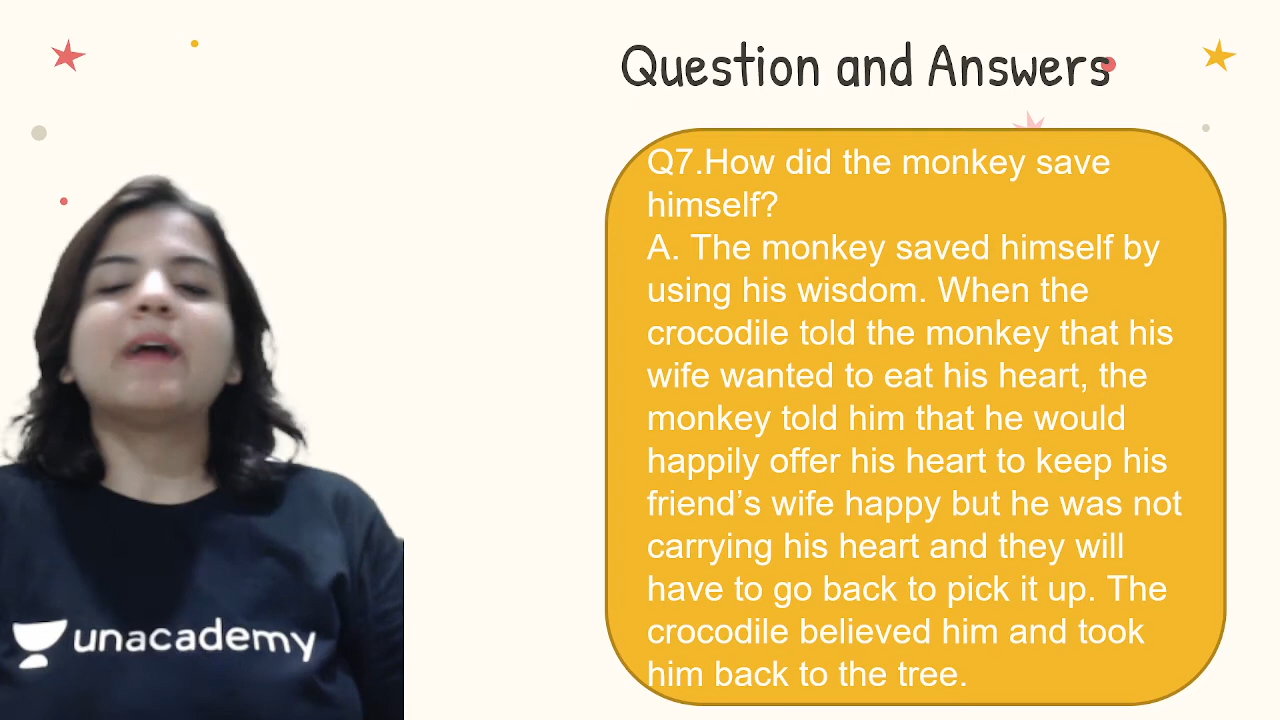 Question and Answers
Q7.How did the monkey save
himself?
A. The monkey saved himself by
using his wisdom. When the
crocodile told the monkey that his
wife wanted to eat his heart, the
monkey told him that he would
happily offer his heart to keep his
friend’s wife happy but he was not
carrying his heart and they will
have to go back to pick it up. The
crocodile believed him and took
him back to the tree.
unacademy